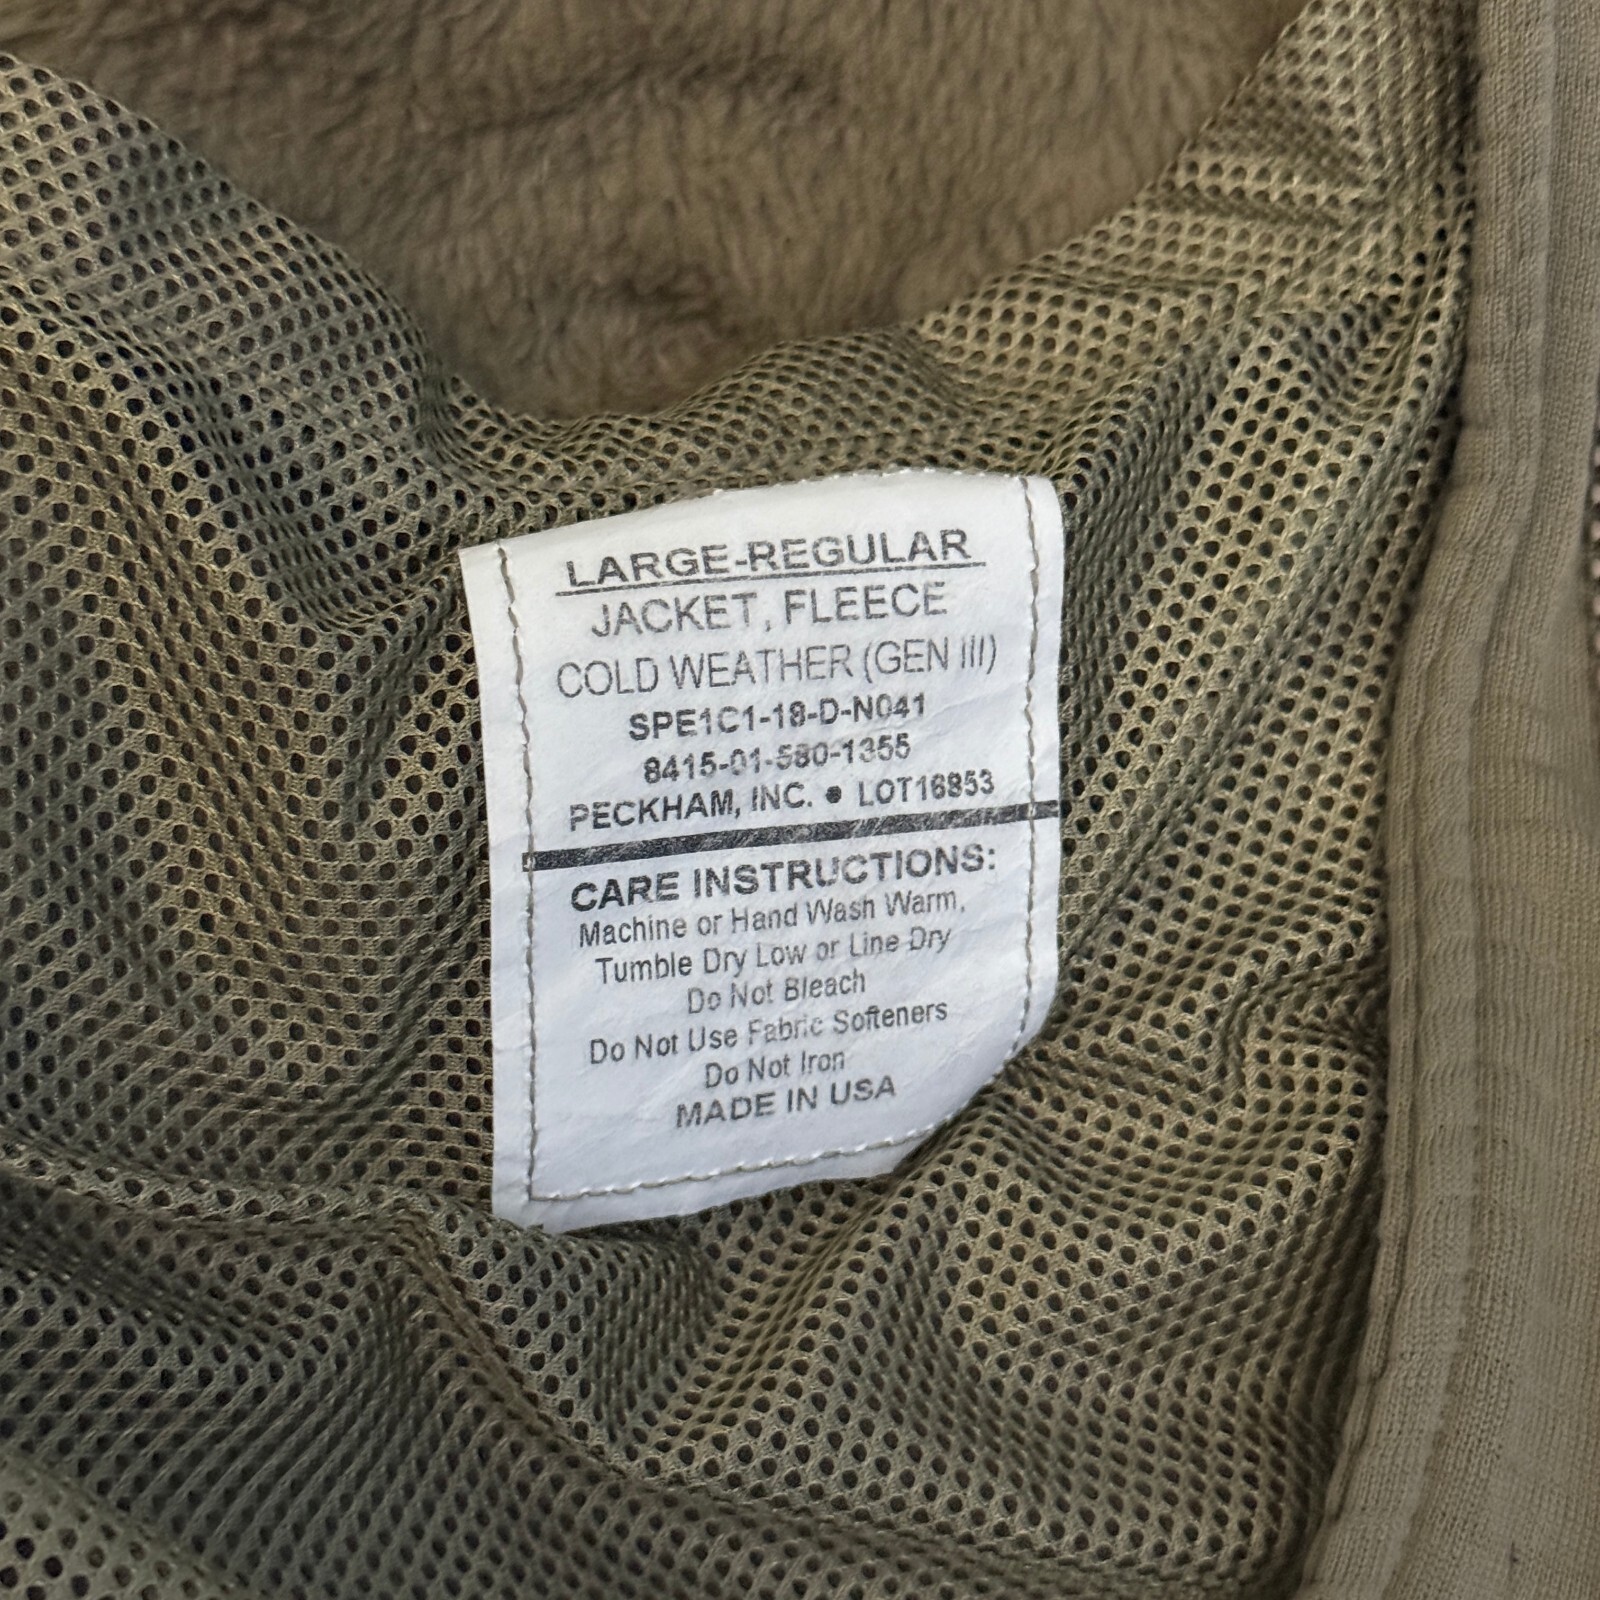 LARGE-REGULAR
JACKET, FLEECE
COLD WEATHER (GEN III)
SPE1C1-18-D-N041
8415-01-580-1355
PECKHAM, INC. ● LOT16853
CARE INSTRUCTIONS:
Machine or Hand Wash Warm,
Tumble Dry Low or Line Dry
Do Not Bleach
Do Not Use Fabric Softeners
Do Not Iron
MADE IN USA